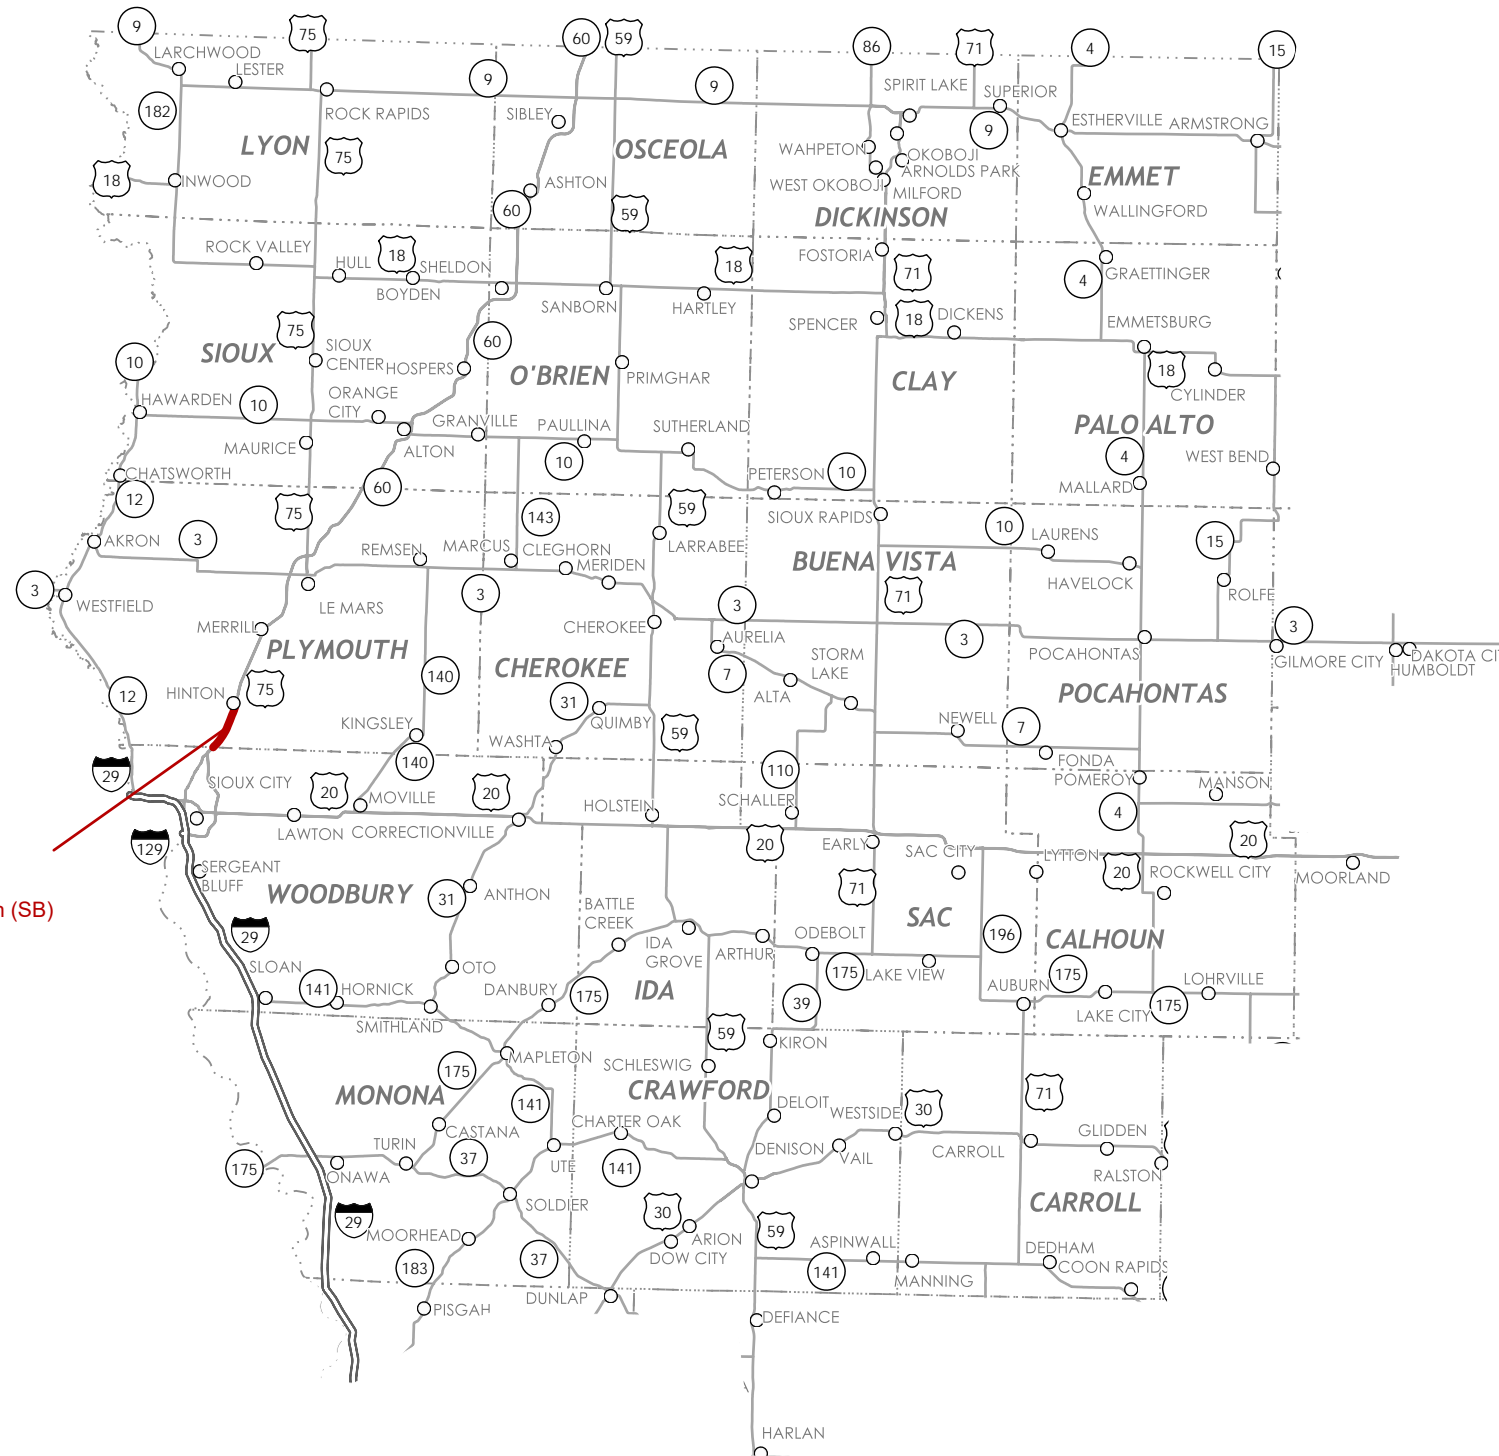 9
75
60
59
86
71
4
15
LARCHWOOD
LESTER
9
9
SPIRIT LAKE
SUPERIOR
182
ROCK RAPIDS
SIBLEY
9
ESTHERVILLE
ARMSTRONG
LYON
75
OSCEOLA
WAHPETON
OKOBOJI
ARNOLDS PARK
EMMET
18
INWOOD
ASHTON
WEST OKOBOJI
MILFORD
60
59
DICKINSON
WALLINGFORD
ROCK VALLEY
18
HULL
SHELDON
18
FOSTORIA
71
4
GRAETTINGER
BOYDEN
SANBORN
HARTLEY
75
SPENCER
18
DICKENS
EMMETSBURG
SIOUX
SIOUX
CENTER
60
HOSPERS
10
O'BRIEN
PRIMGHAR
CLAY
18
CYLINDER
HAWARDEN
10
ORANGE
CITY
GRANVILLE
PAULINA
SUTHERLAND
PALO ALTO
MAURICE
ALTON
10
4
WEST BEND
CHATSWORTH
12
60
PETERSON
10
MALLARD
75
143
59
SIOUX RAPIDS
10
LAURENS
15
AKRON
3
REMSEN
MARCUS
CLEGHORN
LARRABEE
MERIDEN
BUENA VISTA
HAVELOCK
ROLFE
3
WESTFIELD
LE MARS
3
71
MERRILL
CHEROKEE
3
AURELIA
3
3
PLYMOUTH
CHEROKEE
STORM
LAKE
POCAHONTAS
GILMORE CITY
DAKOTA CI
HUMBOLDT
12
HINTON
75
140
31
7
ALTA
POCAHONTAS
KINGSLEY
QUIMBY
59
NEWELL
7
WASHTA
FONDA
29
SIOUX CITY
140
110
POMEROY
MANSON
20
MOVILLE
20
HOLSTEIN
SCHALLER
4
129
LAWTON
CORRECTIONVILLE
20
EARLY
SAC CITY
LYTTON
20
20
SERGEANT
BLUFF
ROCKWELL CITY
MOORLAND
WOODBURY
31
ANTHON
71
n (SB)
BATTLE
CREEK
SAC
29
IDA
GROVE
ARTHUR
ODEBOLT
196
CALHOUN
SLOAN
OTO
141
HORNICK
DANBURY
175
IDA
175
LAKE VIEW
39
AUBURN
175
LOHRVILLE
SMITHLAND
LAKE CITY
175
59
KIRON
MAPLETON
SCHLESWIG
175
MONONA
CRAWFORD
71
141
DELOIT
WESTSIDE
30
CHARTER OAK
TURIN
CASTANA
DENISON
VAIL
CARROLL
GLIDDEN
175
ONAWA
37
UTE
141
RALSTON
SOLDIER
CARROLL
29
30
MOORHEAD
ARION
59
DOW CITY
ASPINWALL
DEDHAM
183
37
141
MANNING
COON RAPIDS
DUNLAP
PISGAH
DEFIANCE
HARLAN